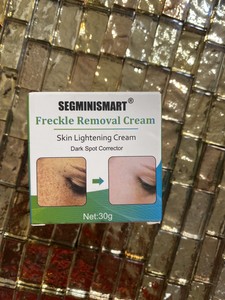 SEGMINISMART®
Freckle Removal Cream
Skin Lightening Cream
Dark Spot Corrector
Net:30g